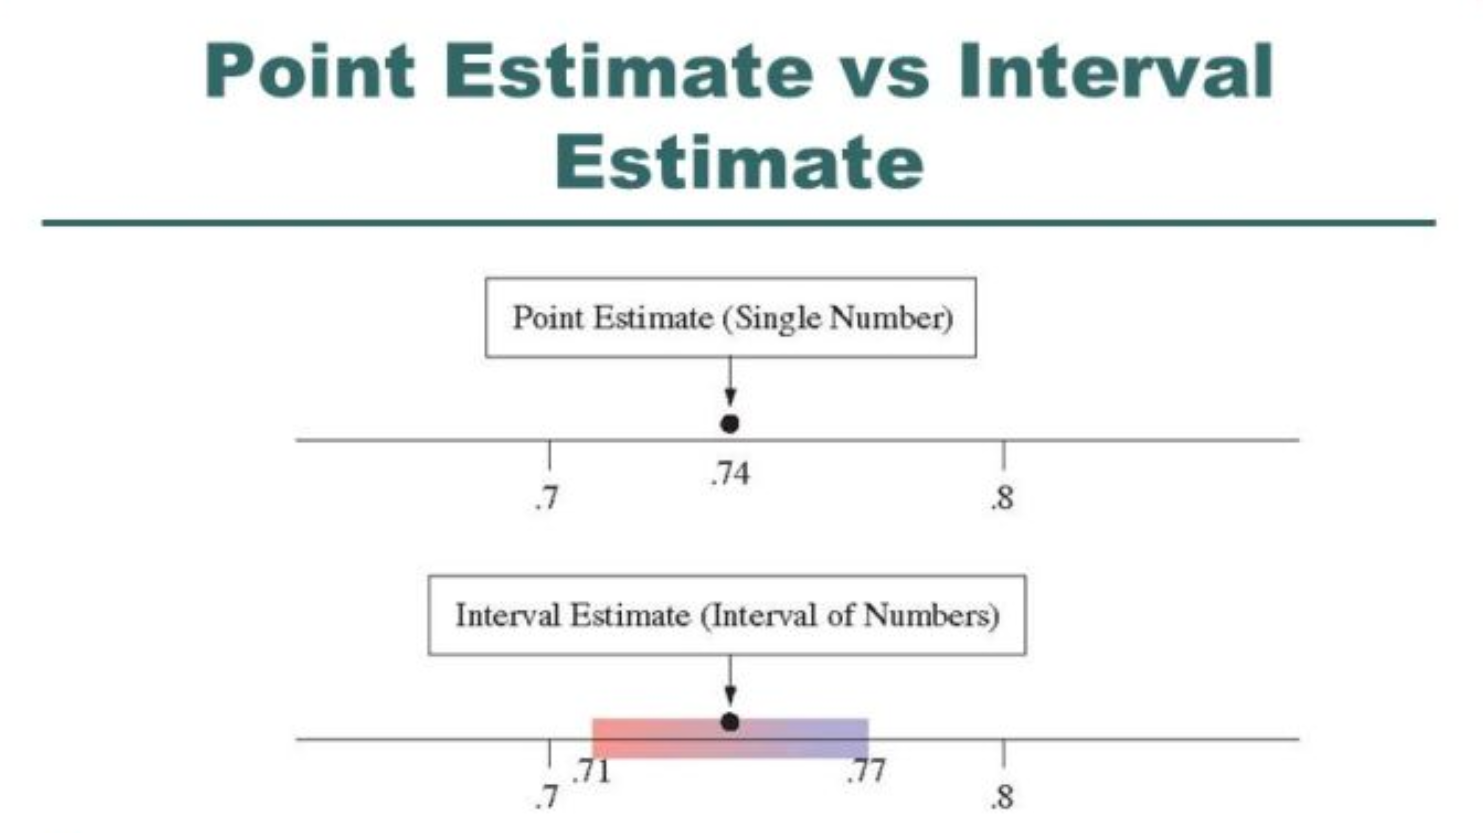 Point Estimate vs Interval
Estimate
Point Estimate (Single Number)
.74
.7
.8
Interval Estimate (Interval of Numbers)
.71
.77
.7
.8